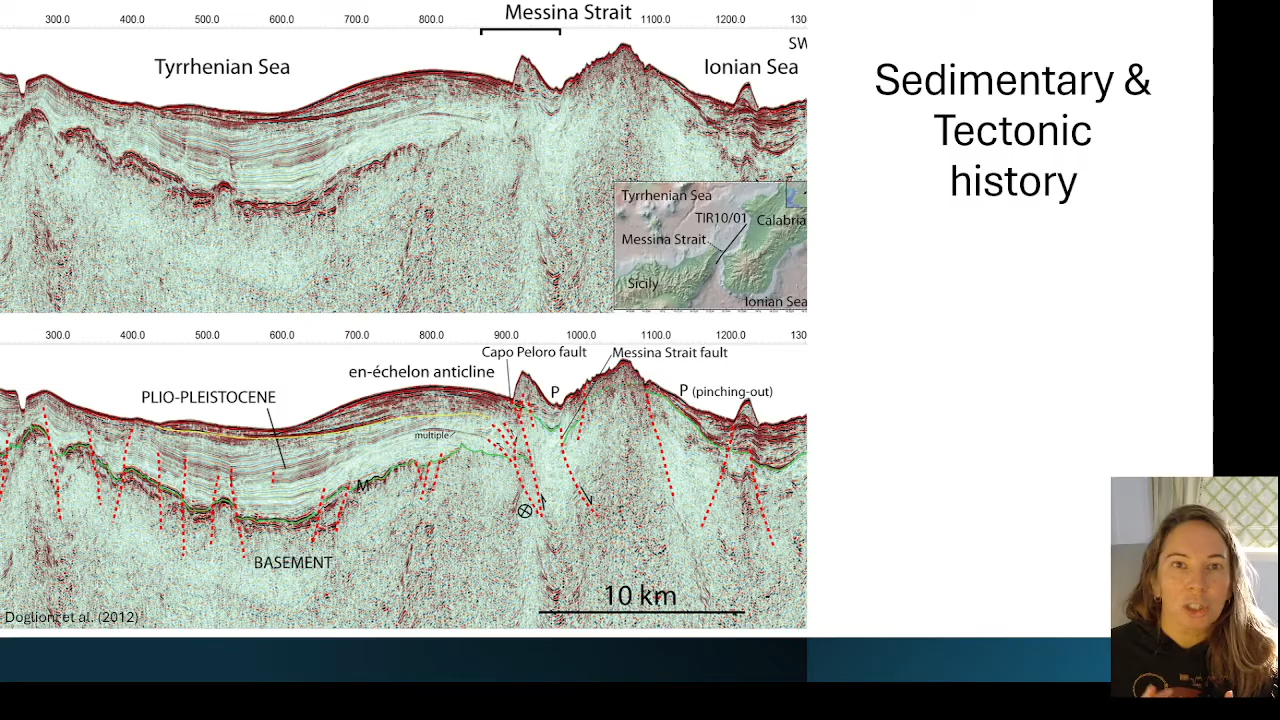 Messina Strait
300.0 400.0 500.0 600.0 700.0 800.0 1100.0 1200.0 130
SW
Tyrrhenian Sea
Ionian Sea
Tyrrhenian Sea
TIR10/01
Calabria
Messina Strait
Sicily
Ionian Sea
300.0 400.0 500.0 600.0 700.0 800.0 900.0 1000.0 1100.0 1200.0 130
Capo Peloro fault
Messina Strait fault
en-échelon anticline
PLIO-PLEISTOCENE
P
P (pinching-out)
multiple
M
BASEMENT
10 km
Doglioni et al. (2012)
Sedimentary &
Tectonic
history